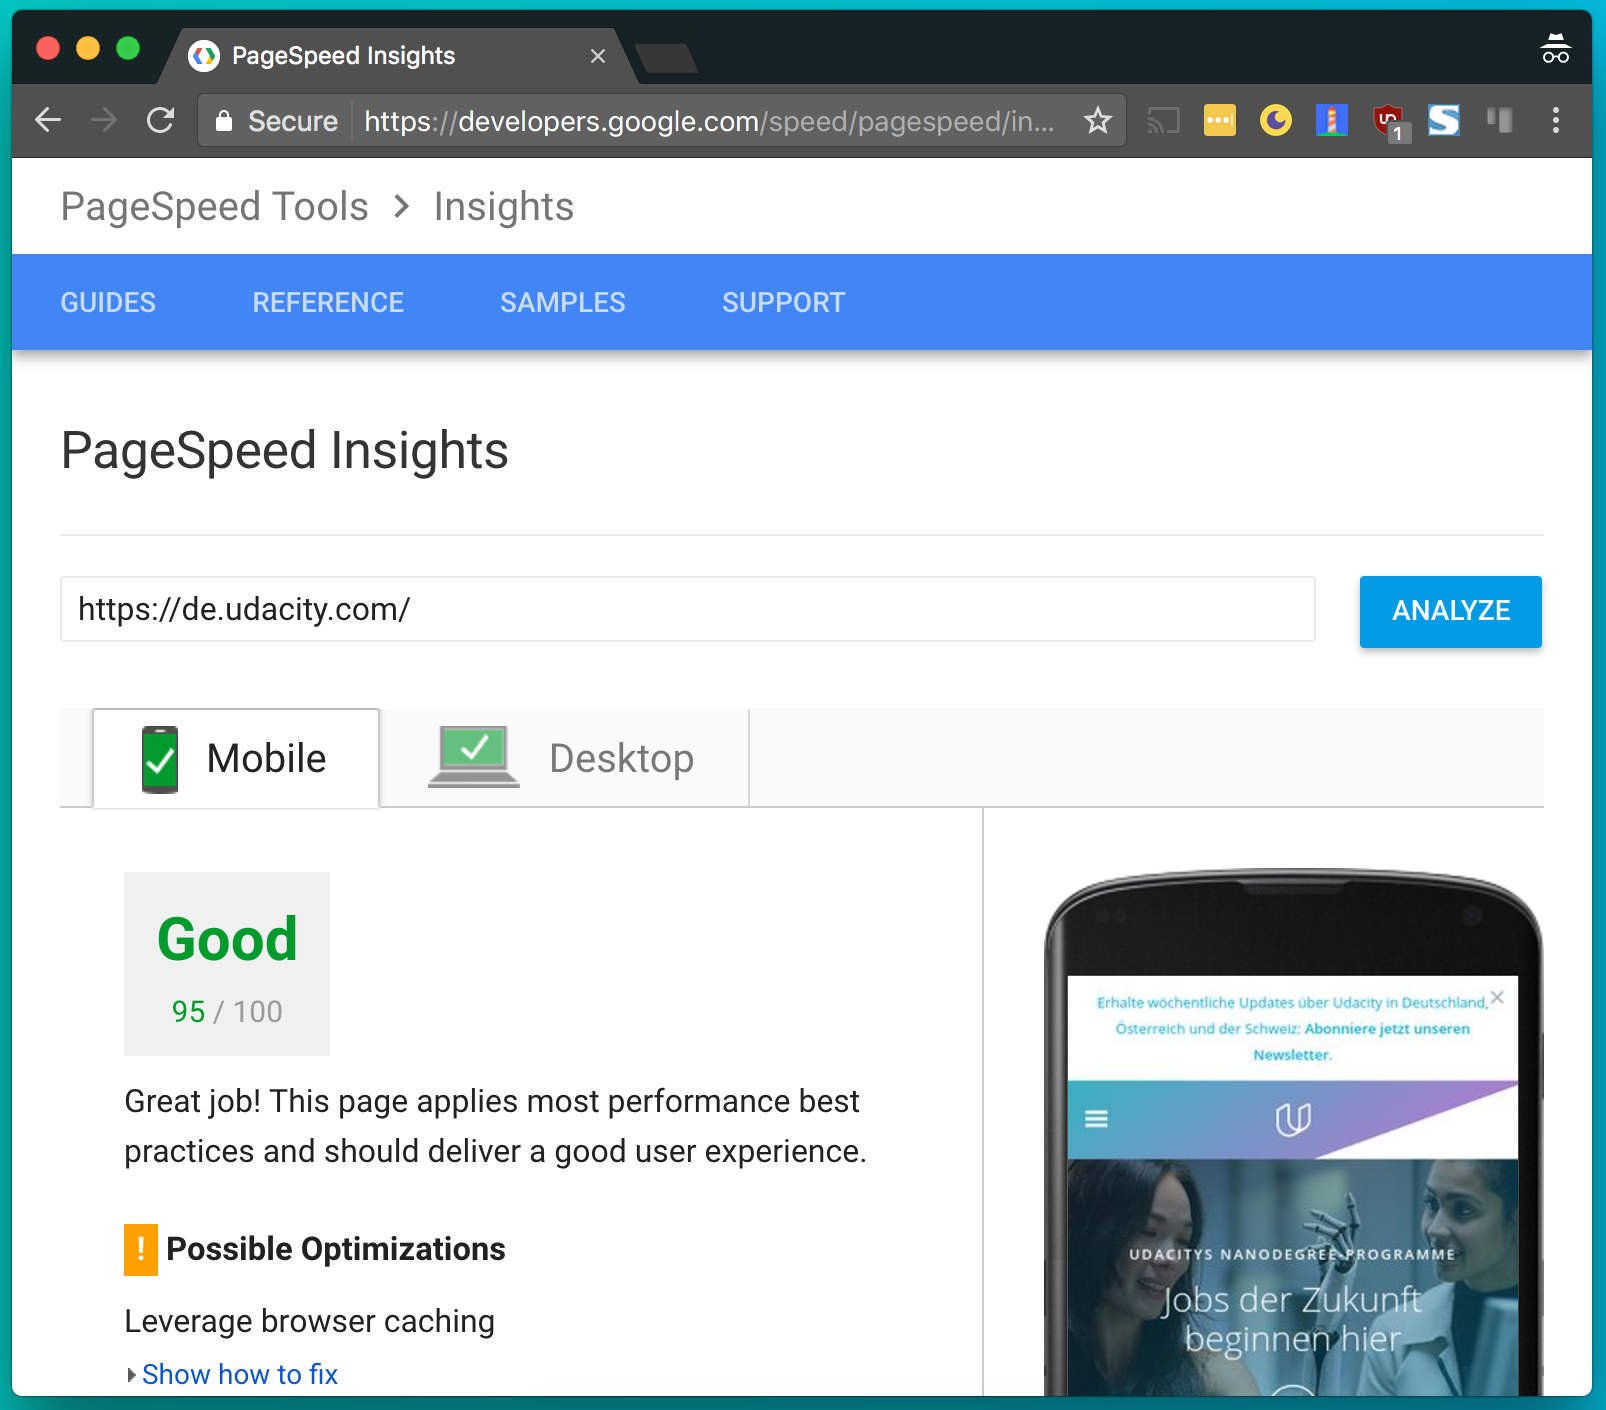 PageSpeed Insights
Secure https://developers.google.com/speed/pagespeed/in...
1
PageSpeed Tools > Insights
GUIDES REFERENCE SAMPLES SUPPORT
PageSpeed Insights
https://de.udacity.com/
ANALYZE
Mobile Desktop
Good
95 / 100
Great job! This page applies most performance best
practices and should deliver a good user experience.
! Possible Optimizations
Leverage browser caching
Show how to fix
Erhalte wöchentliche Updates über Udacity in Deutschland,
Österreich und der Schweiz: Abonniere jetzt unseren
Newsletter.
UDACITYS NANODEGREE-PROGRAMME
Jobs der Zukunft
beginnen hier